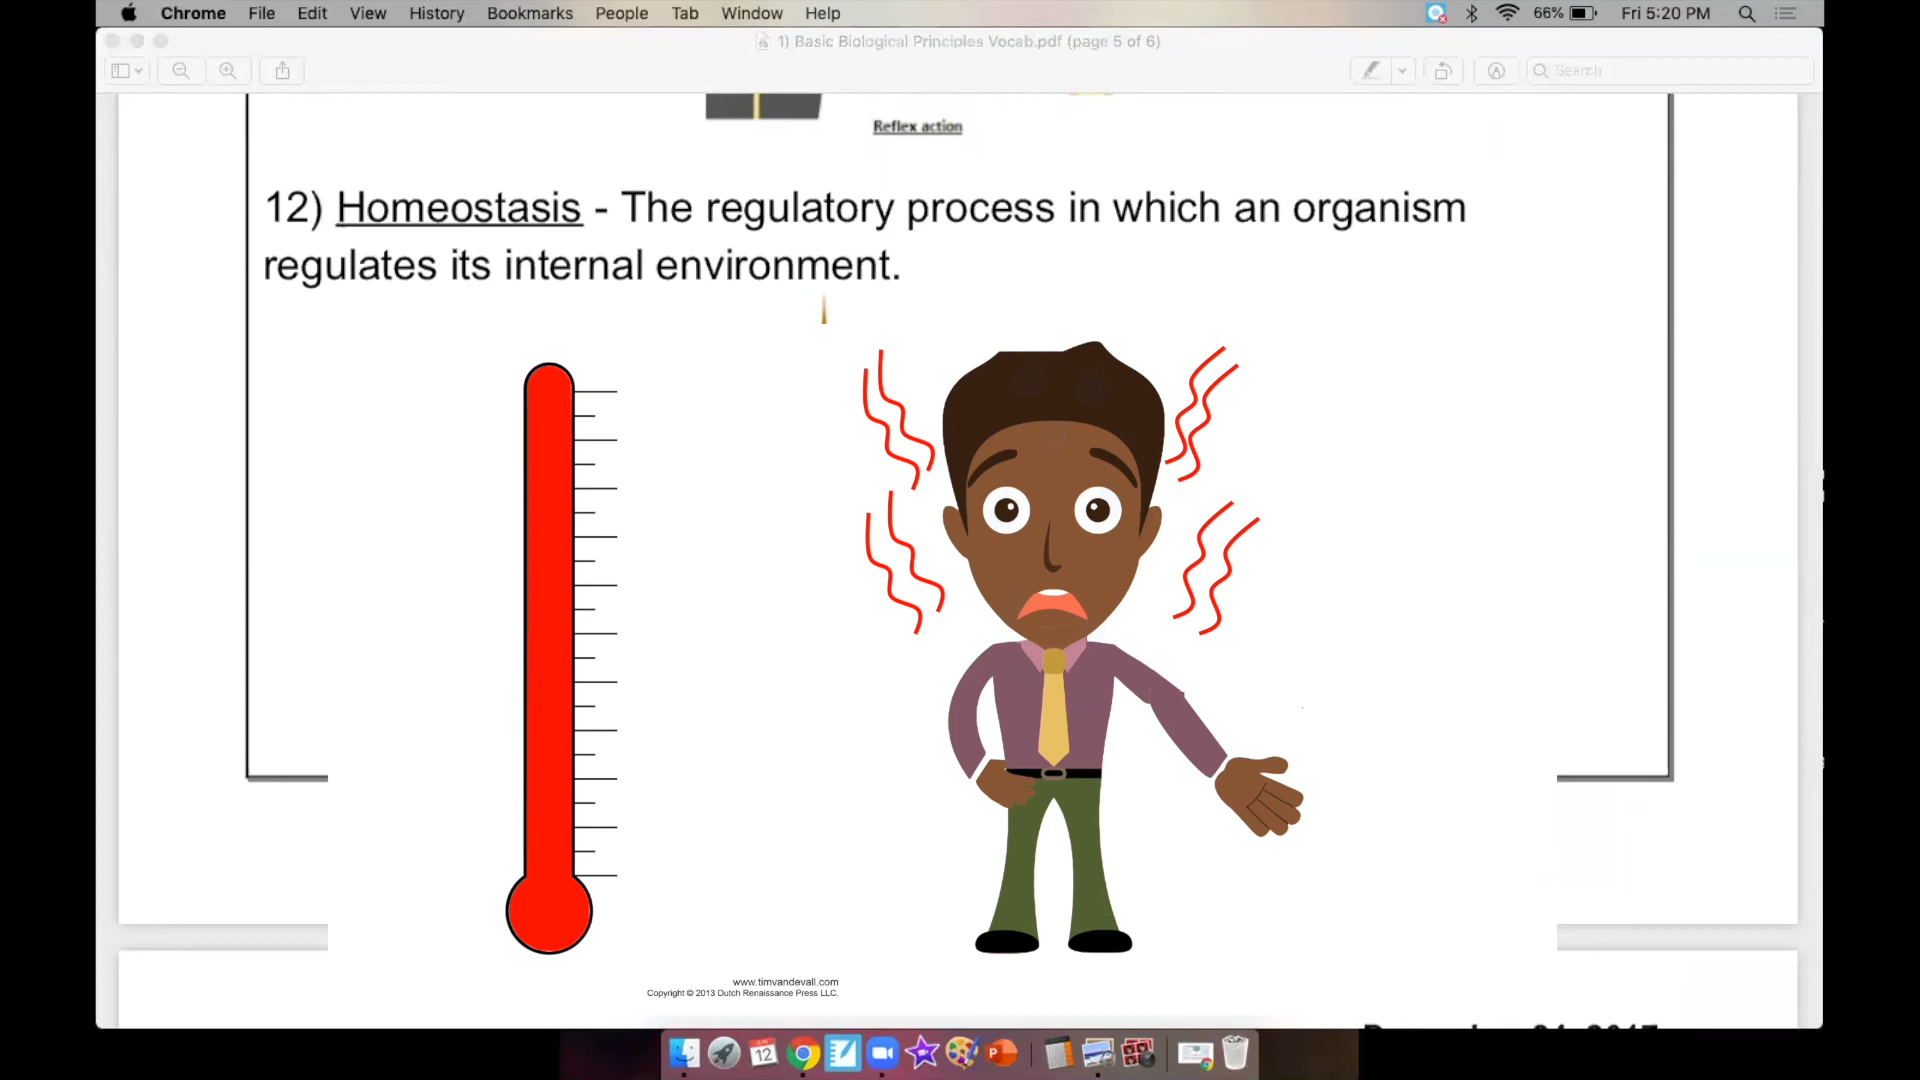 Chrome File Edit View History Bookmarks People Tab Window Help 66% Fri 5:20 PM
1) Basic Biological Principles Vocab.pdf (page 5 of 6)
Search
Reflex action
12) Homeostasis - The regulatory process in which an organism
regulates its internal environment.
www.timvandevall.com
Copyright © 2013 Dutch Renaissance Press LLC.
12
P